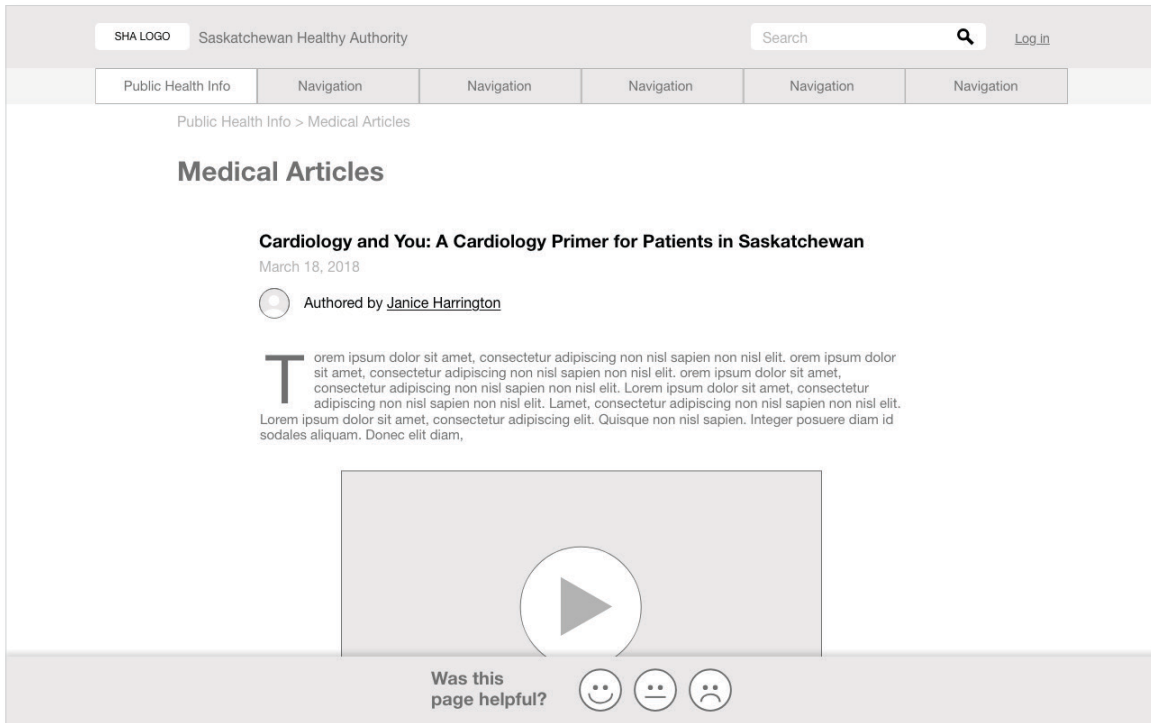 SHA LOGO
Saskatchewan Healthy Authority
Search
Log in
Public Health Info
Navigation
Navigation
Navigation
Navigation
Navigation
Public Health Info > Medical Articles
Medical Articles
Cardiology and You: A Cardiology Primer for Patients in Saskatchewan
March 18, 2018
Authored by Janice Harrington
T orem ipsum dolor sit amet, consectetur adipiscing non nisl sapien non nisl elit. orem ipsum dolor
sit amet, consectetur adipiscing non nisl sapien non nisl elit. orem ipsum dolor sit amet,
consectetur adipiscing non nisl sapien non nisl elit. Lorem ipsum dolor sit amet, consectetur
adipiscing non nisl sapien non nisl elit. Lamet, consectetur adipiscing non nisl sapien non nisl elit.
Lorem ipsum dolor sit amet, consectetur adipiscing elit. Quisque non nisl sapien. Integer posuere diam id
sodales aliquam. Donec elit diam,
Was this
page helpful?